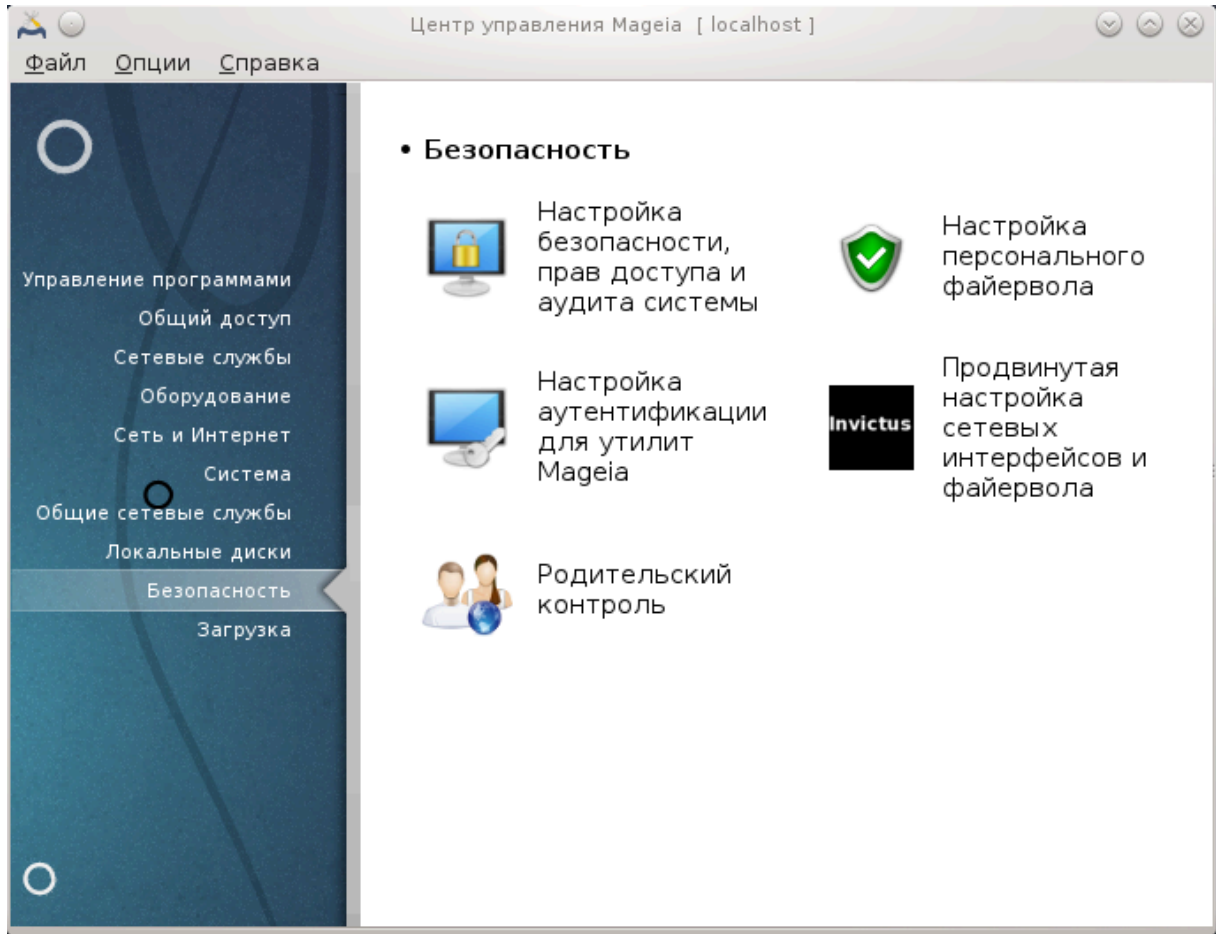 Центр управления Mageia [ localhost ]
Файл Опции Справка
Управление программами
Общий доступ
Сетевые службы
Оборудование
Сеть и Интернет
Система
Общие сетевые службы
Локальные диски
Безопасность
Загрузка
• Безопасность
Настройка
безопасности,
прав доступа и
аудита системы
Настройка
персонального
файервола
Настройка
аутентификации
для утилит
Mageia
Invictus
Продвинутая
настройка
сетевых
интерфейсов и
файервола
Родительский
контроль